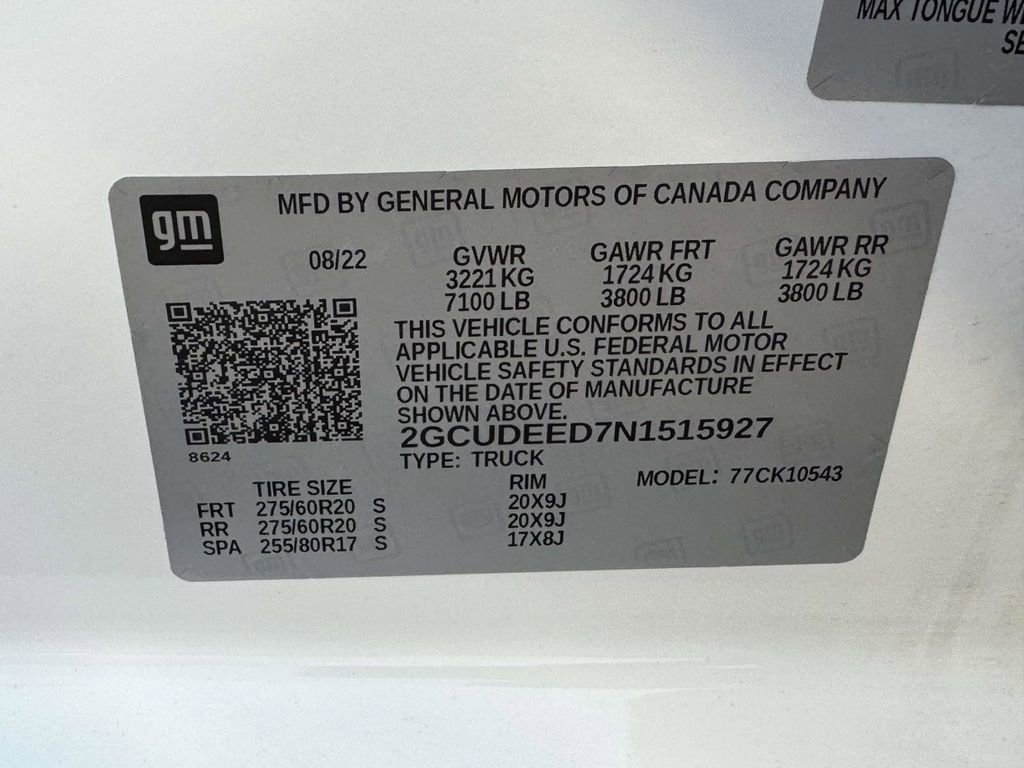 MAX TONGUE
gm
MFD BY GENERAL MOTORS OF CANADA COMPANY
08/22 GVWR GAWR FRT GAWR RR
3221 KG 1724 KG 1724 KG
7100 LB 3800 LB 3800 LB
THIS VEHICLE CONFORMS TO ALL
APPLICABLE U.S. FEDERAL MOTOR
VEHICLE SAFETY STANDARDS IN EFFECT
ON THE DATE OF MANUFACTURE
SHOWN ABOVE.
2GCUDEED7N1515927
8624
TYPE: TRUCK MODEL: 77CK10543
TIRE SIZE RIM
FRT 275/60R20 S 20X9J
RR 275/60R20 S 20X9J
SPA 255/80R17 S 17X8J